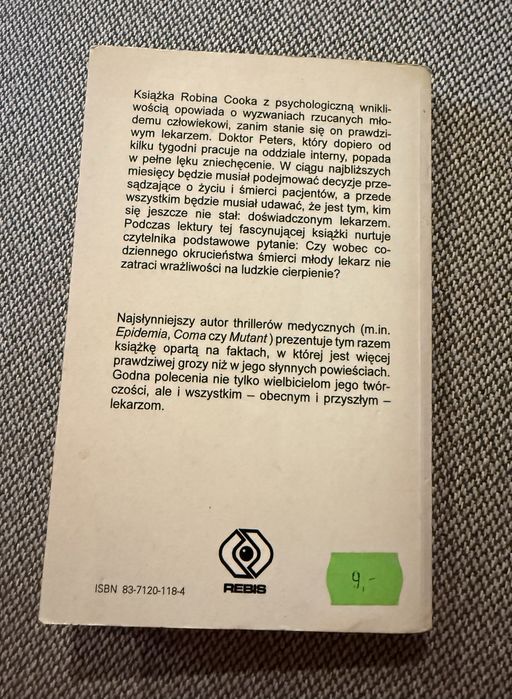 Książka Robina Cooka z psychologiczną wnikli-
wością opowiada o wyzwaniach rzucanych mło-
demu człowiekowi, zanim stanie się on prawdzi-
wym lekarzem. Doktor Peters, który dopiero od
kilku tygodni pracuje na oddziale interny, popada
w pełne lęku zniechęcenie. W ciągu najbliższych
miesięcy będzie musiał podejmować decyzje prze-
sądzające o życiu i śmierci pacjentów, a przede
wszystkim będzie musiał udawać, że jest tym, kim
się jeszcze nie stał: doświadczonym lekarzem.
Podczas lektury tej fascynującej książki nurtuje
czytelnika podstawowe pytanie: Czy wobec co-
dziennego okrucieństwa śmierci młody lekarz nie
zatraci wrażliwości na ludzkie cierpienie?
Najsłynniejszy autor thrillerów medycznych (m.in.
Epidemia, Coma czy Mutant) prezentuje tym razem
książkę opartą na faktach, w której jest więcej
prawdziwej grozy niż w jego słynnych powieściach.
Godna polecenia nie tylko wielbicielom jego twór-
czości, ale i wszystkim – obecnym i przyszłym –
lekarzom.
ISBN 83-7120-118-4
REBIS
9,-